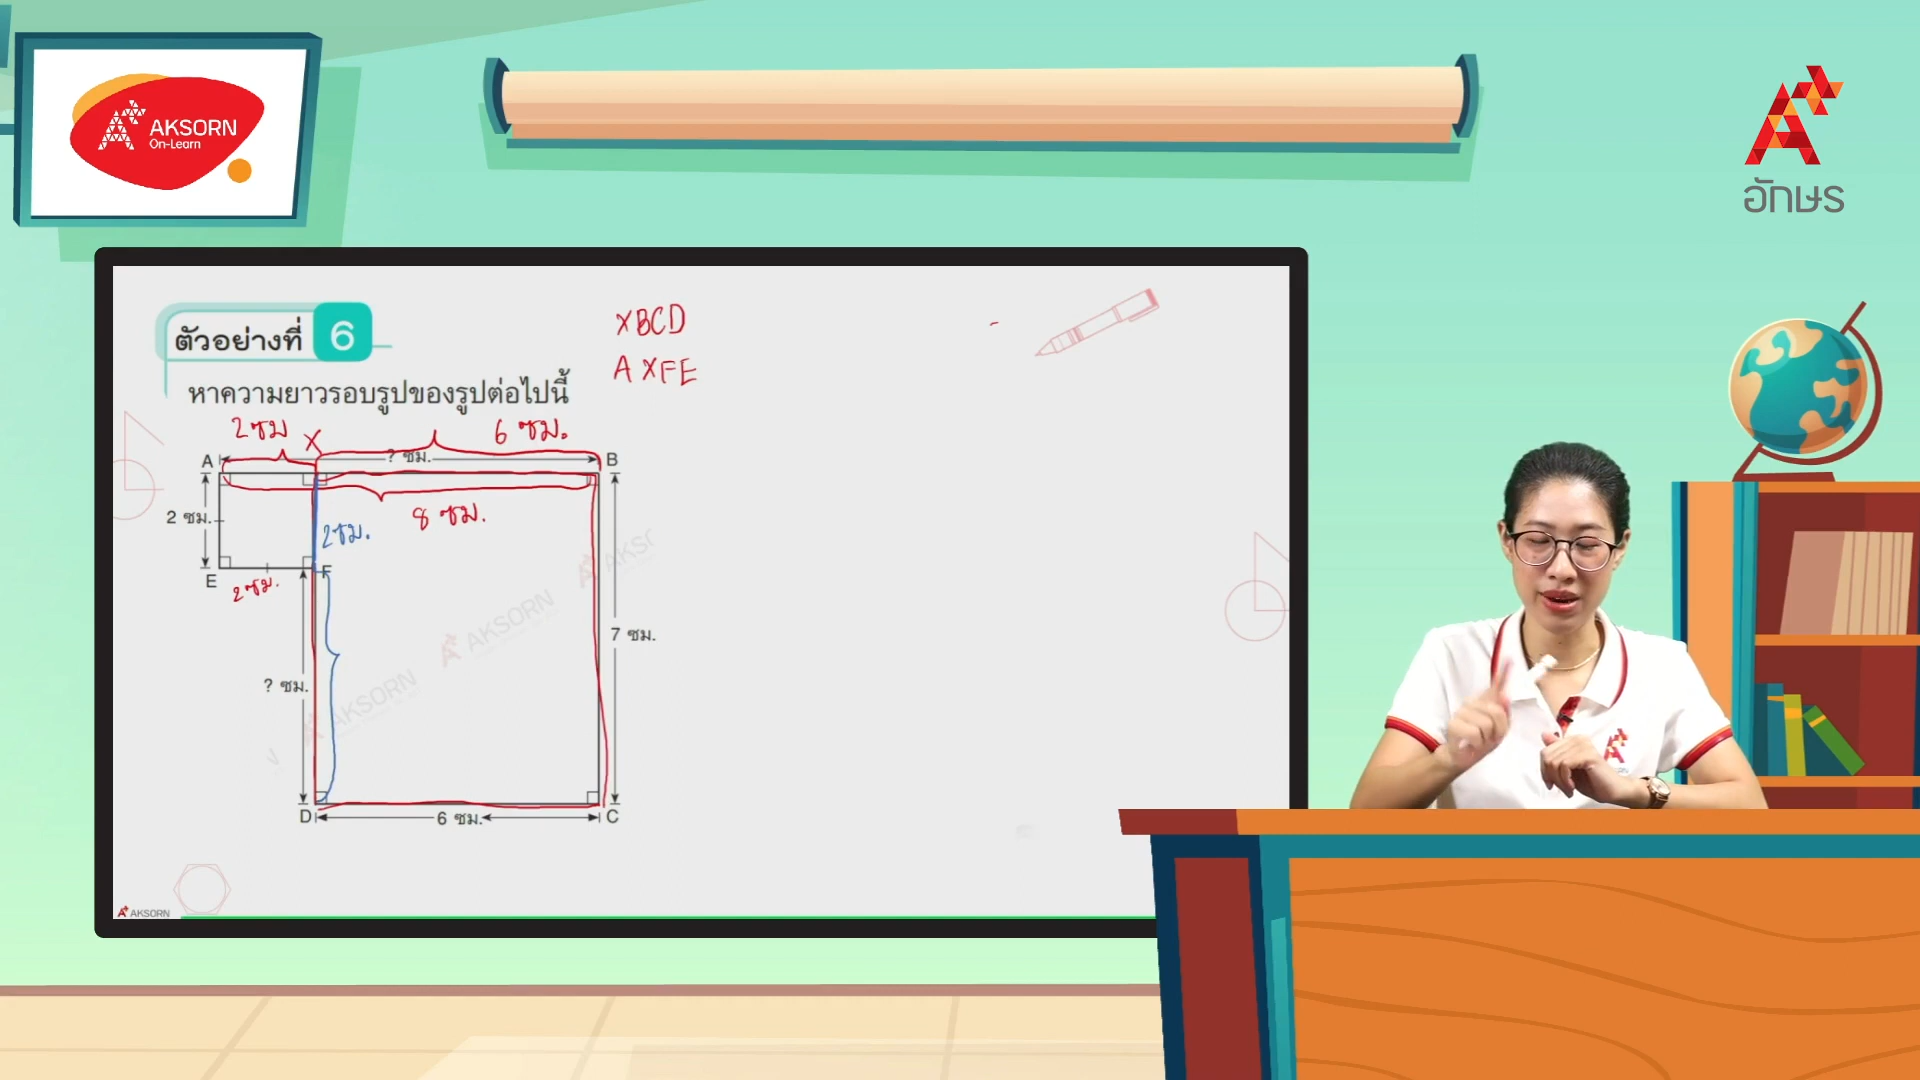 AKSORN
On-Learn
อักษร
ตัวอย่างที่ 6
หาความยาวรอบรูปของรูปต่อไปนี้
XBCD
AXFE
2 ซม
X
6 ซม.
A
? ซม.
B
8 ซม.
2 ซม.
2 ซม.
E
F
2 ซม.
7 ซม.
? ซม.
D
6 ซม.
C
AKSORN
AKSORN
AKSORN